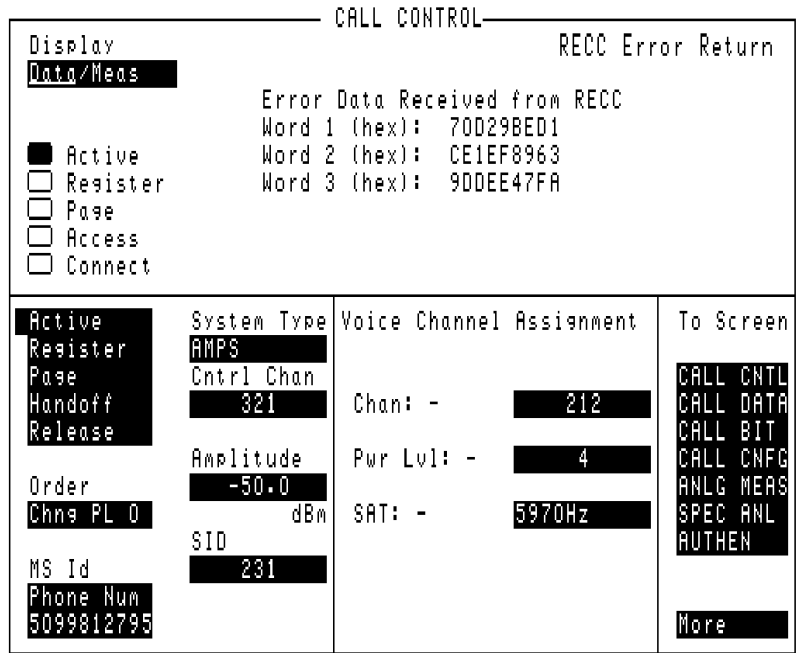 CALL CONTROL
Display
Data/Meas
RECC Error Return
Error Data Received from RECC
Word 1 (hex): 70D29BED1
Word 2 (hex): CE1EF8963
Word 3 (hex): 9DDEE47FA
Active
Register
Page
Access
Connect
Active
Register
Page
Handoff
Release
Order
Chng PL 0
MS Id
Phone Num
5099812795
System Type
AMPS
Cntrl Chan
321
Amplitude
-50.0
dBm
SID
231
Voice Channel Assignment
Chan: - 212
Pwr Lvl: - 4
SAT: - 5970Hz
To Screen
CALL CNTL
CALL DATA
CALL BIT
CALL CNFG
ANLG MEAS
SPEC ANL
AUTHEN
More